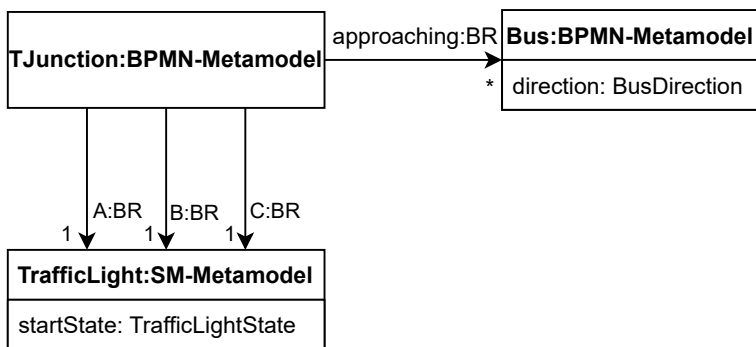 TJunction:BPMN-Metamodel
approaching:BR
*
Bus:BPMN-Metamodel
direction: BusDirection
A:BR
B:BR
C:BR
1
1
1
TrafficLight:SM-Metamodel
startState: TrafficLightState